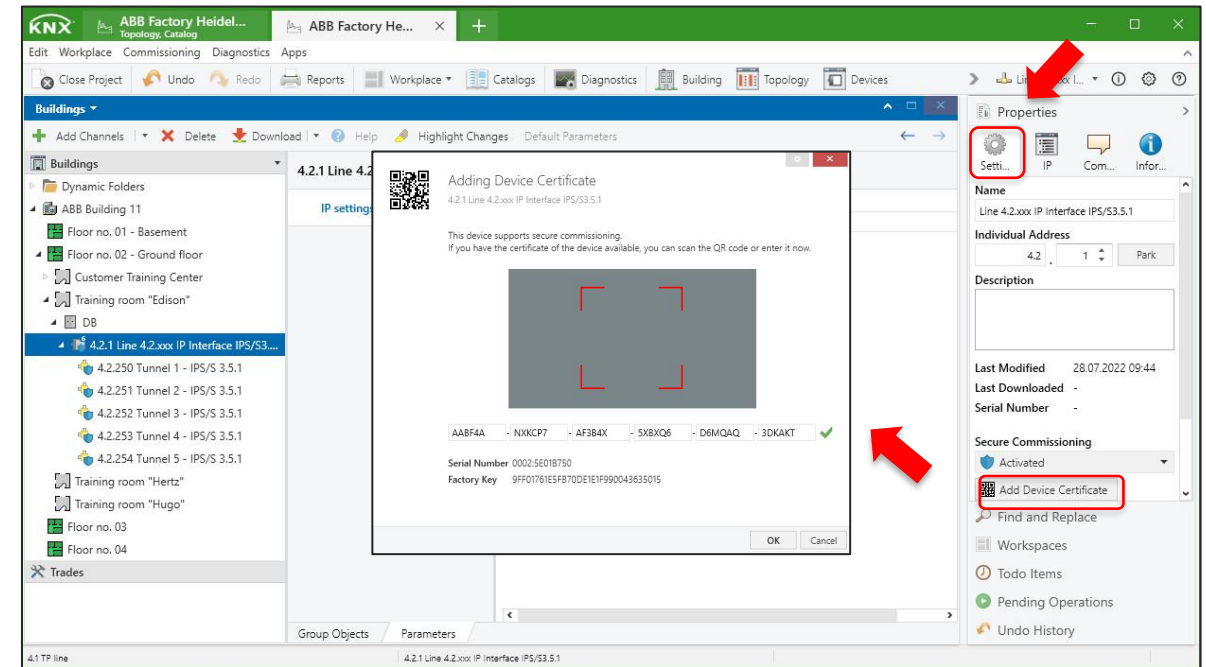 KNX
ABB Factory Heidel...
Topology, Catalog
ABB Factory He...
Edit Workplace Commissioning Diagnostics Apps
Close Project Undo Redo Reports Workplace Catalogs Diagnostics Building Topology Devices
Buildings
Add Channels Delete Download Help Highlight Changes Default Parameters
Buildings
Dynamic Folders
ABB Building 11
Floor no. 01 - Basement
Floor no. 02 - Ground floor
Customer Training Center
Training room "Edison"
DB
4.2.1 Line 4.2.xxx IP Interface IPS/S3....
4.2.250 Tunnel 1 - IPS/S 3.5.1
4.2.251 Tunnel 2 - IPS/S 3.5.1
4.2.252 Tunnel 3 - IPS/S 3.5.1
4.2.253 Tunnel 4 - IPS/S 3.5.1
4.2.254 Tunnel 5 - IPS/S 3.5.1
Training room "Hertz"
Training room "Hugo"
Floor no. 03
Floor no. 04
Trades
4.2.1 Line 4.2
IP setting
Adding Device Certificate
4.2.1 Line 4.2.xxx IP Interface IPS/S3.5.1
This device supports secure commissioning.
If you have the certificate of the device available, you can scan the QR code or enter it now.
AABF4A - NXKCP7 - AF3B4X - 5XBXQ6 - D6MQAQ - 3DKAKT
Serial Number 0002:5E01B750
Factory Key 9FF01761E5FB70DE1E1F990043635015
OK Cancel
Group Objects Parameters
Properties
Setti... IP Com... Infor...
Name
Line 4.2.xxx IP Interface IPS/S3.5.1
Individual Address
4.2 . 1 Park
Description
Last Modified 28.07.2022 09:44
Last Downloaded -
Serial Number -
Secure Commissioning
Activated
Add Device Certificate
Find and Replace
Workspaces
Todo Items
Pending Operations
Undo History
4.1 TP line
4.2.1 Line 4.2.xxx IP Interface IPS/S3.5.1